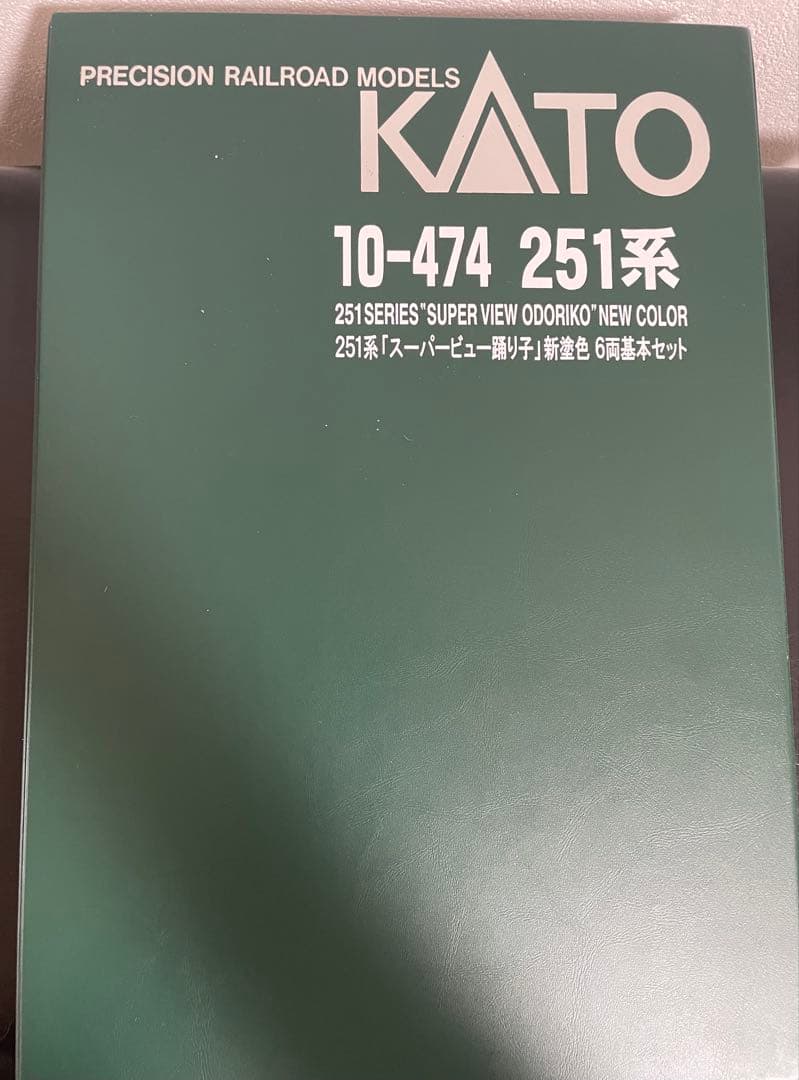 PRECISION RAILROAD MODELS
KATO
10-474 251系
251 SERIES "SUPER VIEW ODORIKO" NEW COLOR
251系「スーパービュー踊り子」新塗色 6両基本セット